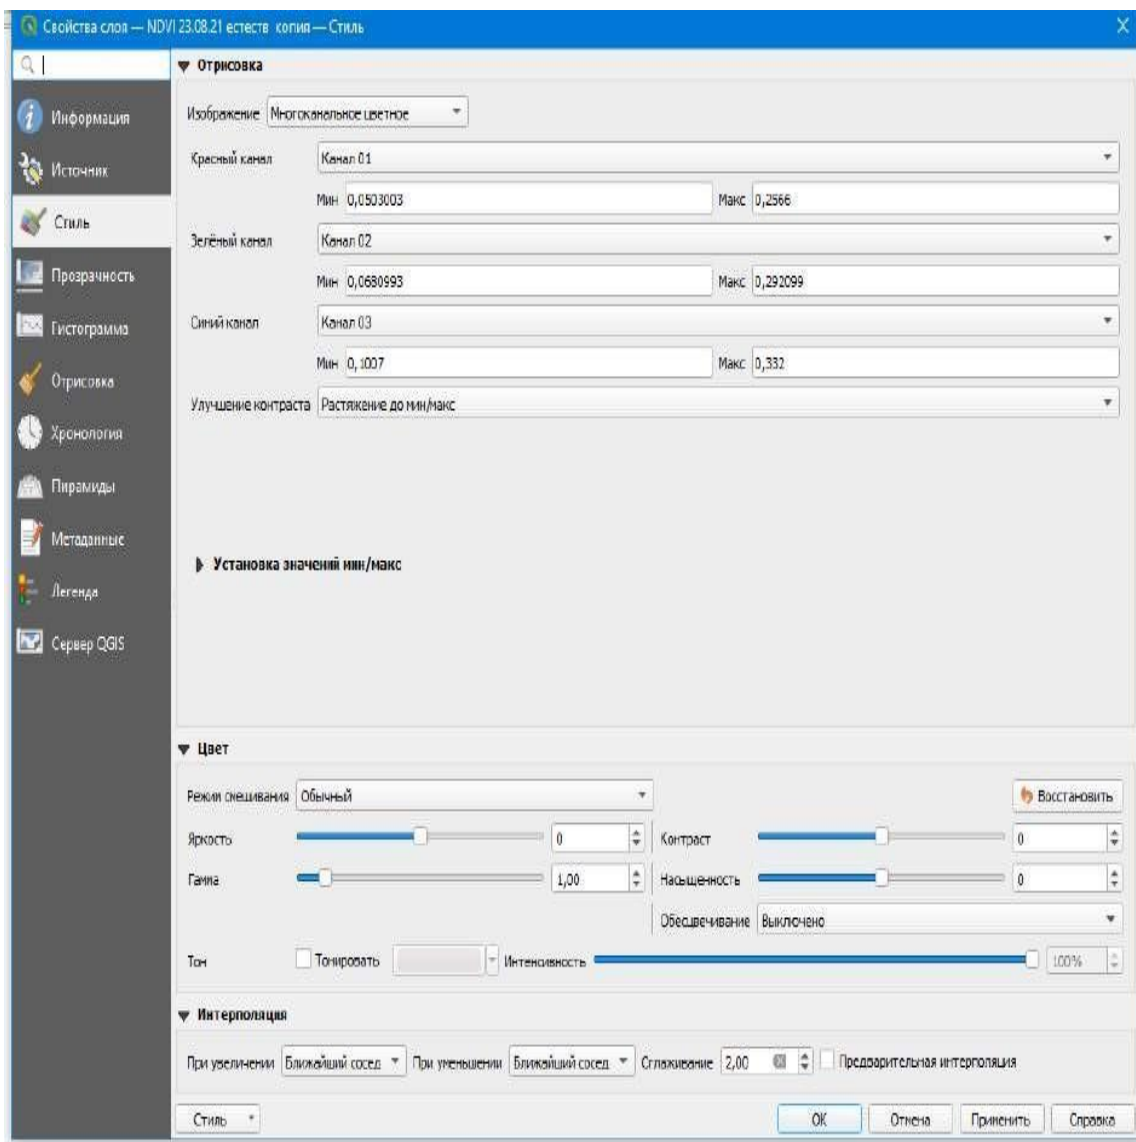 Свойства слоя — NDVI 23.08.21 естеств копия — Стиль
Информация
Источник
Стиль
Прозрачность
Гистограмма
Отрисовка
Хронология
Пирамиды
Метаданные
Легенда
Сервер QGIS
Отрисовка
Изображение Многоканальное цветное
Красный канал Канал 01
Мин 0,0503003 Макс 0,2566
Зелёный канал Канал 02
Мин 0,0680993 Макс 0,292099
Синий канал Канал 03
Мин 0,1007 Макс 0,332
Улучшение контраста Растяжение до мин/макс
Установка значений мин/макс
Цвет
Режим смешивания Обычный Восстановить
Яркость 0 Контраст 0
Гамма 1,00 Насыщенность 0
Обесцвечивание Выключено
Тон Тонировать Интенсивность 100%
Интерполяция
При увеличении Ближайший сосед При уменьшении Ближайший сосед Сглаживание 2,00 Предварительная интерполяция
Стиль OK Отмена Применить Справка